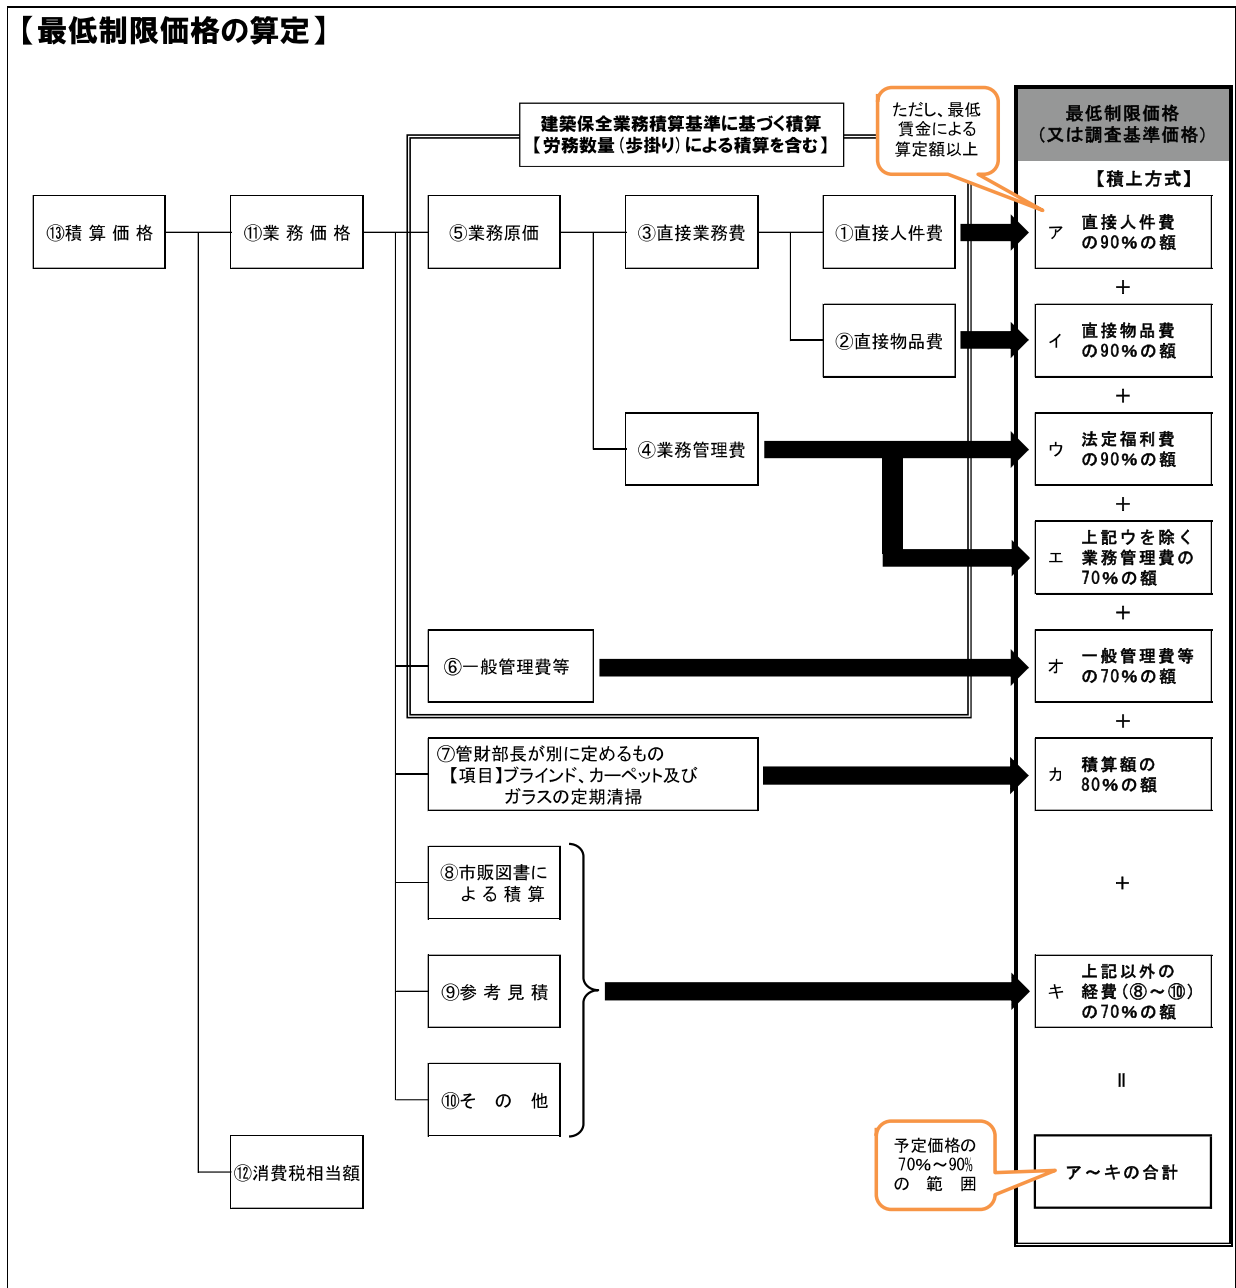 【最低制限価格の算定】
建築保全業務積算基準に基づく積算
【労務数量(歩掛り)による積算を含む】
ただし、最低
賃金による
算定額以上
最低制限価格
(又は調査基準価格)
【積上方式】
⑬積算価格
⑪業務価格
⑤業務原価
③直接業務費
①直接人件費
ア 直接人件費
の90%の額
+
②直接物品費
イ 直接物品費
の90%の額
+
④業務管理費
ウ 法定福利費
の90%の額
+
エ 上記ウを除く
業務管理費の
70%の額
+
⑥一般管理費等
オ 一般管理費等
の70%の額
+
⑦管財部長が別に定めるもの
【項目】ブラインド、カーペット及び
ガラスの定期清掃
カ 積算額の
80%の額
+
⑧市販図書に
よる積算
⑨参考見積
キ 上記以外の
経費(⑧～⑩)
の70%の額
॥
⑩その他
⑫消費税相当額
予定価格の
70%～90%
の範囲
ア～キの合計